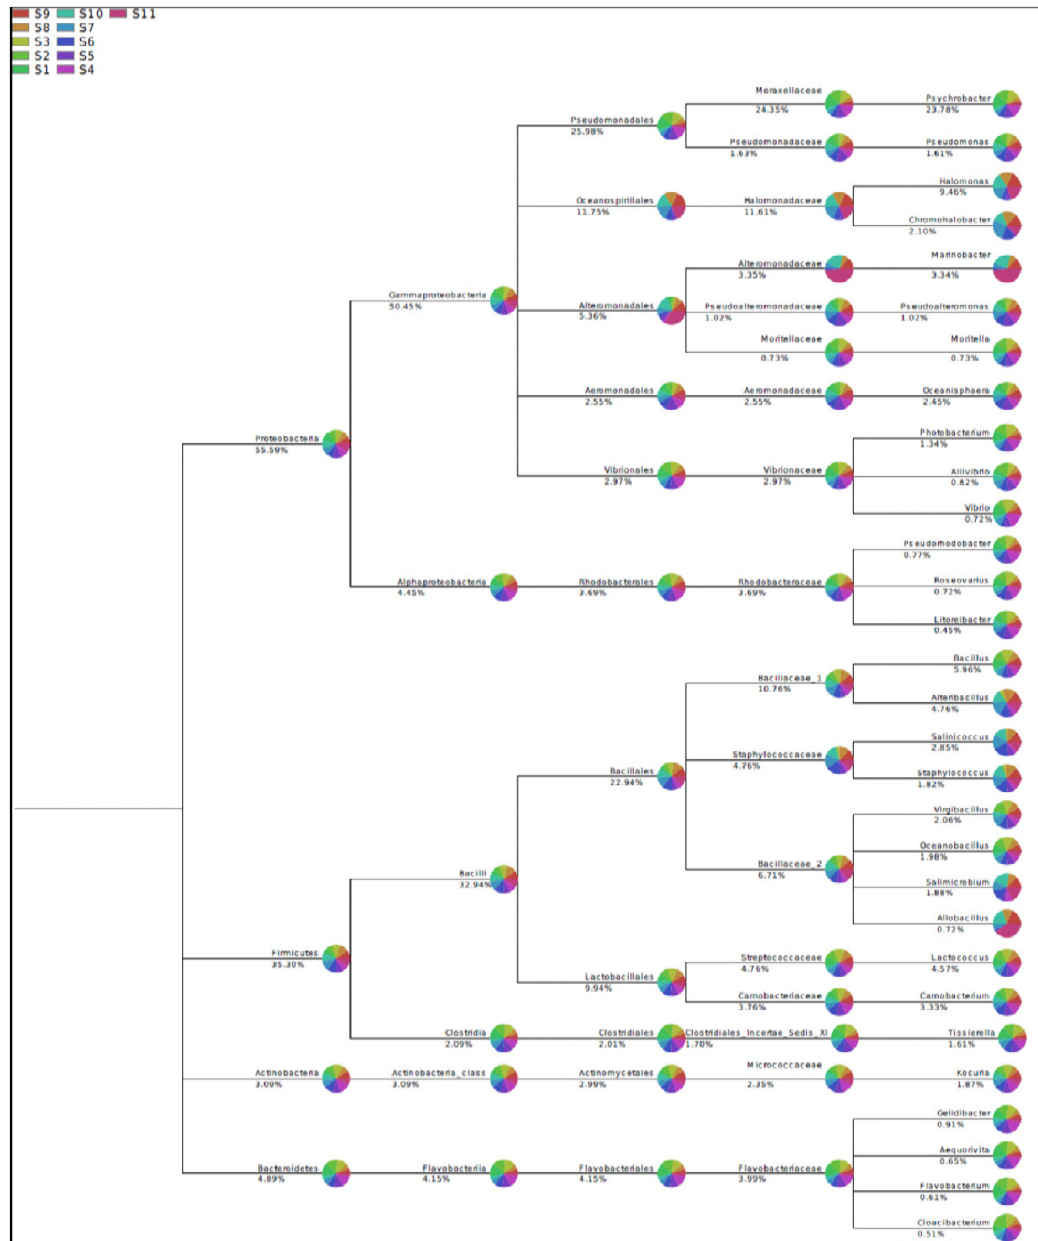 S9 S10 S11
S8 S7
S3 S6
S2 S5
S1 S4
Moraxellaceae
24.35%
Psychrobacter
23.78%
Pseudomonadales
25.98%
Pseudomonadaceae
1.63%
Pseudomonas
1.61%
Halomonas
9.46%
Oceanospirillales
11.75%
Halomonadaceae
11.61%
Chromohalobacter
2.10%
Alteromonadaceae
3.35%
Marinobacter
3.34%
Gammaproteobacteria
50.45%
Alteromonadales
5.36%
Pseudoalteromonadaceae
1.02%
Pseudoalteromonas
1.02%
Moritellaceae
0.73%
Moritella
0.73%
Aeromonadales
2.55%
Aeromonadaceae
2.55%
Oceanisphaera
2.45%
Proteobacteria
55.59%
Photobacterium
1.34%
Vibrionales
2.97%
Vibrionaceae
2.97%
Aliivibrio
0.82%
Vibrio
0.72%
Pseudorhodobacter
0.77%
Alphaproteobacteria
4.45%
Rhodobacterales
3.69%
Rhodobacteraceae
3.69%
Roseovarius
0.72%
Litoreibacter
0.45%
Bacillaceae_1
10.76%
Bacillus
5.96%
Alteribacillus
4.76%
Staphylococcaceae
4.76%
Salinicoccus
2.85%
Bacillales
22.94%
Staphylococcus
1.82%
Virgibacillus
2.06%
Oceanobacillus
1.98%
Bacilli
32.94%
Bacillaceae_2
6.71%
Salimicrobium
1.88%
Allobacillus
0.72%
Firmicutes
35.30%
Lactobacillales
9.94%
Streptococcaceae
4.76%
Lactococcus
4.57%
Carnobacteriaceae
3.76%
Carnobacterium
3.33%
Clostridia
2.09%
Clostridiales
2.01%
Clostridiales_Incertae_Sedis_XI
1.70%
Tissierella
1.61%
Actinobacteria
3.09%
Actinobacteria_class
3.09%
Actinomycetales
2.99%
Micrococcaceae
2.35%
Kocuria
1.87%
Gelidibacter
0.91%
Aequorivita
0.65%
Bacteroidetes
4.89%
Flavobacteriia
4.15%
Flavobacteriales
4.15%
Flavobacteriaceae
3.99%
Flavobacterium
0.61%
Cloacibacterium
0.51%